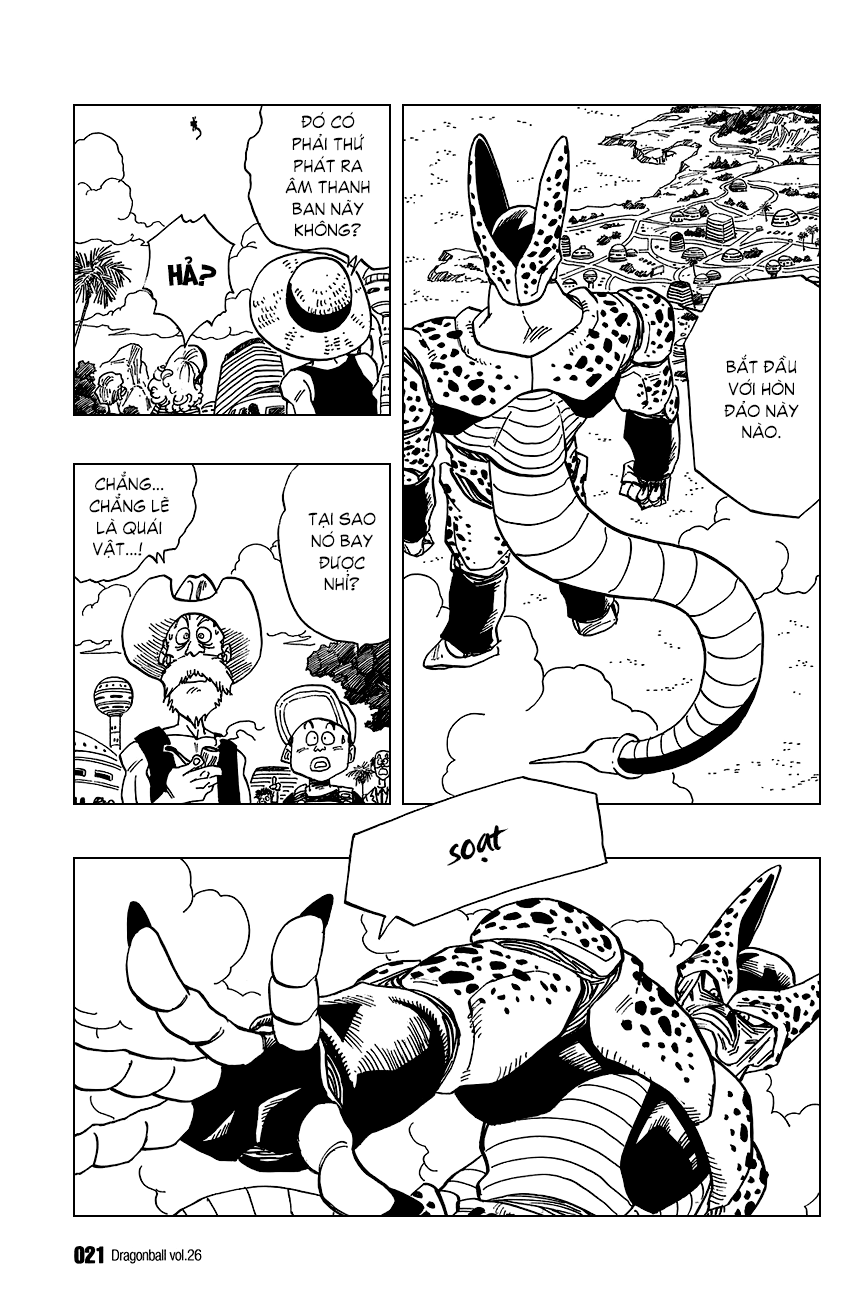 BẮT ĐẦU
VỚI HÒN
ĐẢO NÀY
NÀO.
ĐÓ CÓ
PHẢI THỨ
PHÁT RA
ÂM THANH
BAN NÃY
KHÔNG?
HẢ?
TẠI SAO
NÓ BAY
ĐƯỢC
NHỈ?
CHẲNG...
CHẲNG LẼ
LÀ QUÁI
VẬT...!
soạt
021 Dragonball vol.26